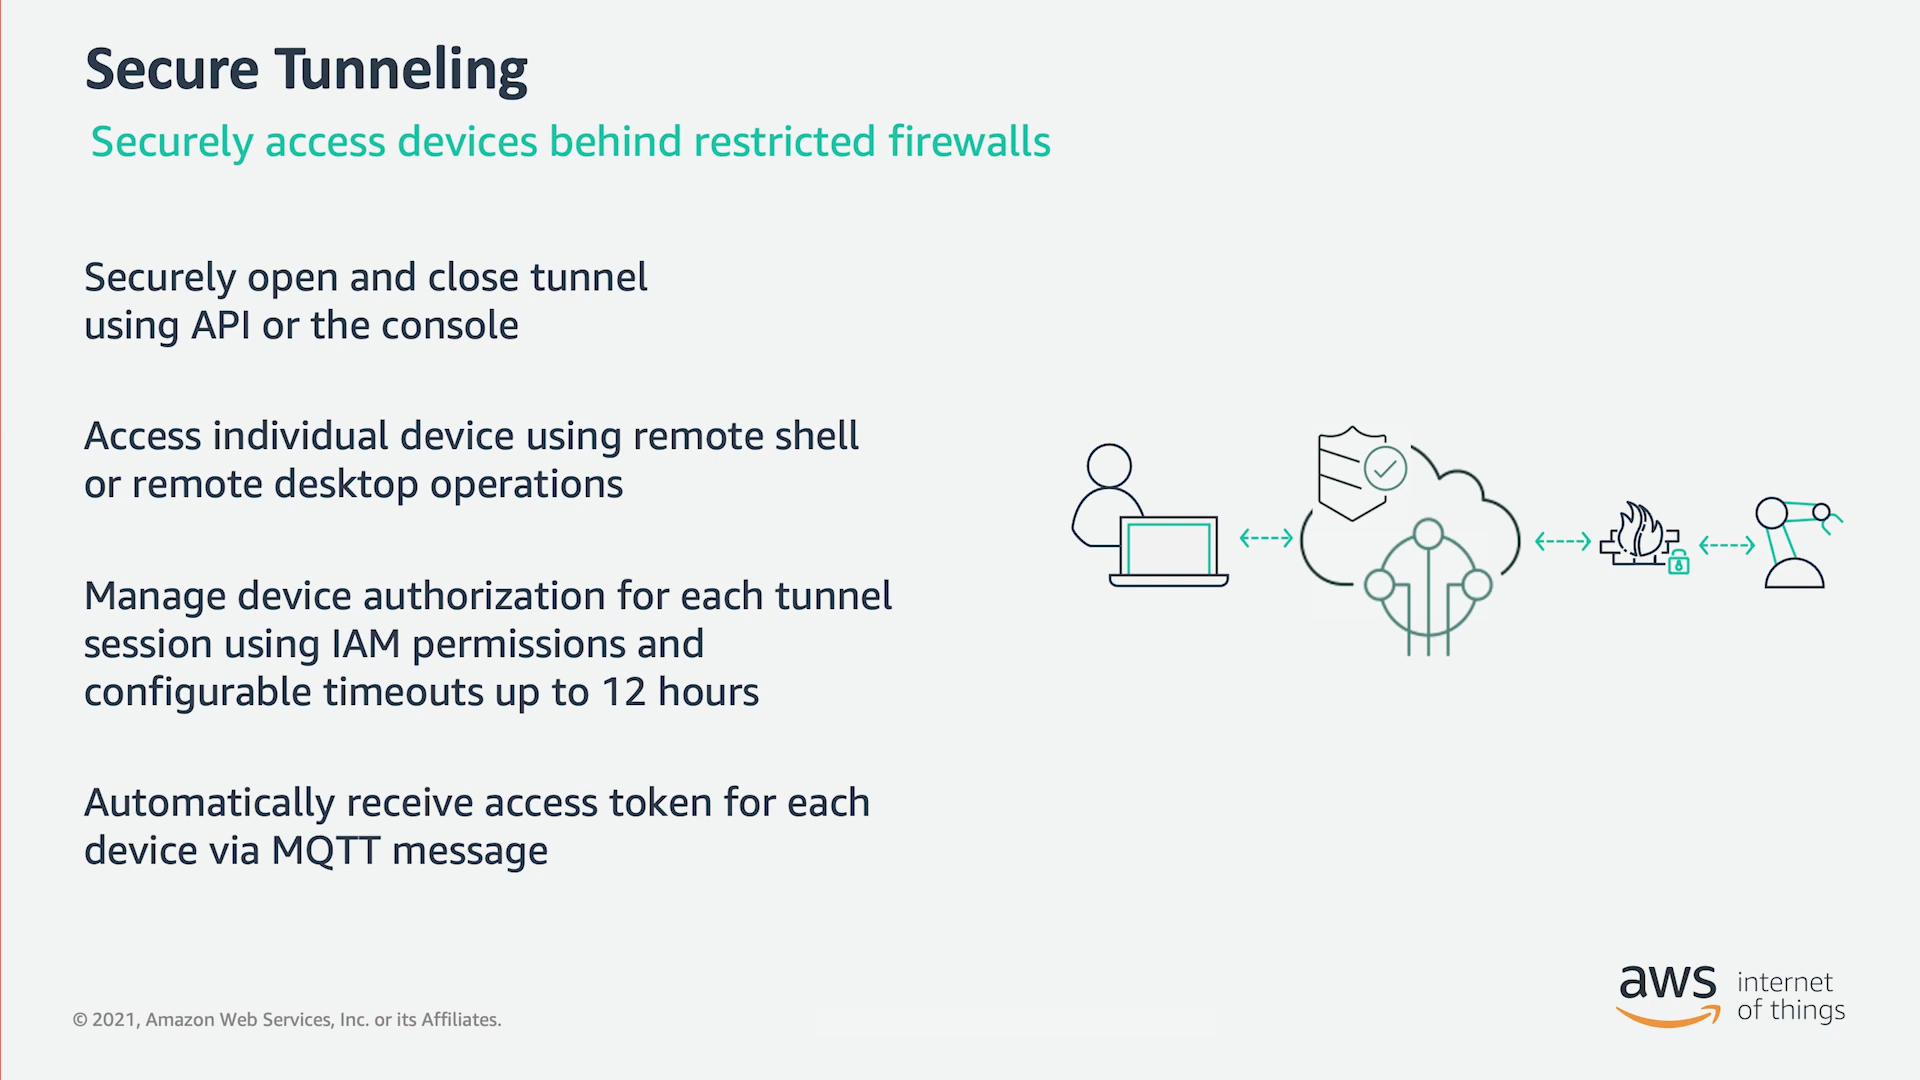 Secure Tunneling
Securely access devices behind restricted firewalls
Securely open and close tunnel
using API or the console
Access individual device using remote shell
or remote desktop operations
Manage device authorization for each tunnel
session using IAM permissions and
configurable timeouts up to 12 hours
Automatically receive access token for each
device via MQTT message
© 2021, Amazon Web Services, Inc. or its Affiliates.
aws internet
of things